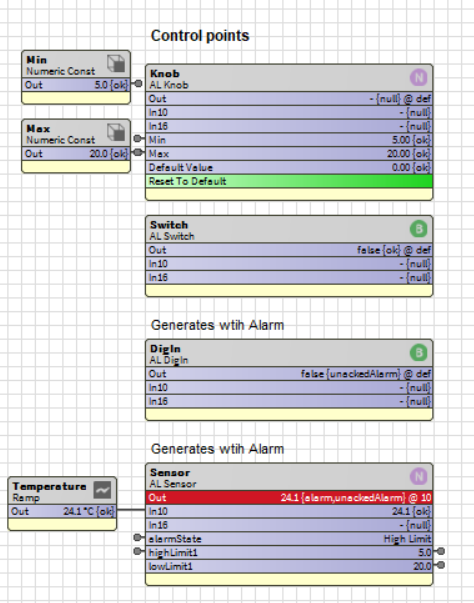 Control points
Min
Numeric Const
Out 5.0 {ok}
Max
Numeric Const
Out 20.0 {ok}
Knob
AL Knob
N
Out - {null} @ def
In10 - {null}
In16 - {null}
Min 5.00 {ok}
Max 20.00 {ok}
Default Value 0.00 {ok}
Reset To Default
Switch
AL Switch
B
Out false {ok} @ def
In10 - {null}
In16 - {null}
Generates wtih Alarm
DigIn
AL DigIn
B
Out false {unackedAlarm} @ def
In10 - {null}
In16 - {null}
Generates wtih Alarm
Temperature
Ramp
Out 24.1 °C {ok}
Sensor
AL Sensor
N
Out 24.1 {alarm,unackedAlarm} @ 10
In10 24.1 {ok}
In16 - {null}
alarmState High Limit
highLimit1 5.0
lowLimit1 20.0